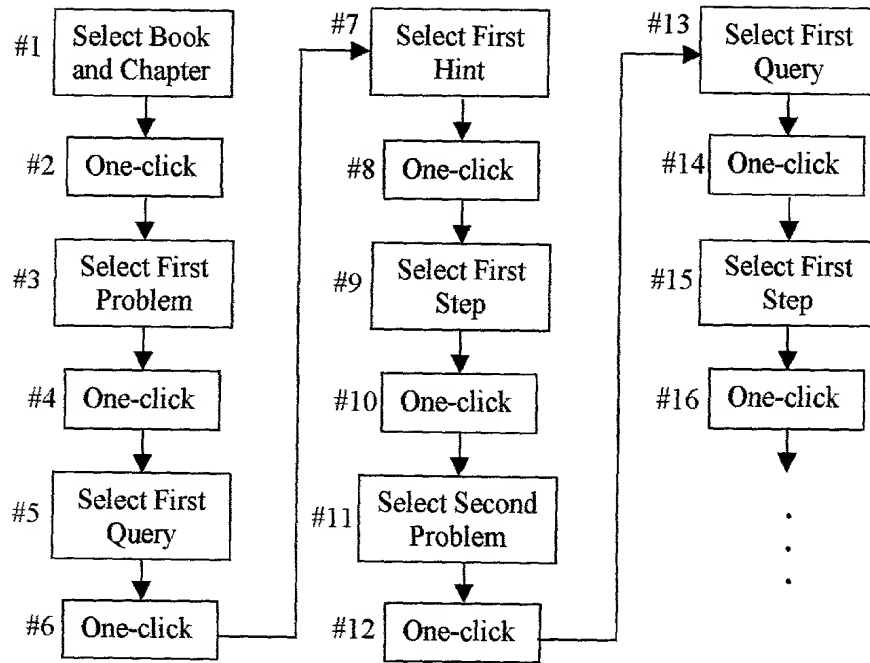 #1
Select Book
and Chapter
#2
One-click
#3
Select First
Problem
#4
One-click
#5
Select First
Query
#6
One-click
#7
Select First
Hint
#8
One-click
#9
Select First
Step
#10
One-click
#11
Select Second
Problem
#12
One-click
#13
Select First
Query
#14
One-click
#15
Select First
Step
#16
One-click